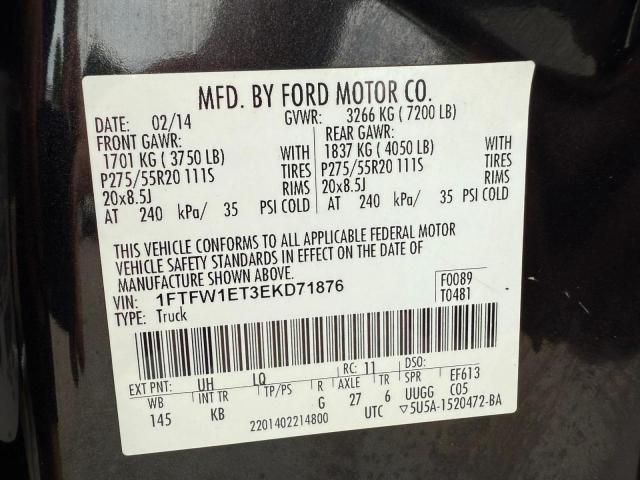 MFD. BY FORD MOTOR CO.
DATE: 02/14 GVWR: 3266 KG ( 7200 LB)
FRONT GAWR: REAR GAWR:
1701 KG ( 3750 LB) WITH 1837 KG ( 4050 LB) WITH
P275/55R20 111S TIRES P275/55R20 111S TIRES
20x8.5J RIMS 20x8.5J RIMS
AT 240 kPa/ 35 PSI COLD AT 240 kPa/ 35 PSI COLD
THIS VEHICLE CONFORMS TO ALL APPLICABLE FEDERAL MOTOR
VEHICLE SAFETY STANDARDS IN EFFECT ON THE DATE OF
MANUFACTURE SHOWN ABOVE.
VIN: 1FTFW1ET3EKD71876 F0089
TYPE: Truck T0481
EXT PNT: UH LQ RC: 11 DSO:
WB INT TR TP/PS R AXLE TR SPR EF613
145 KB G 27 6 UUGG C05
2201402214800 UTC ▽5U5A-1520472-BA